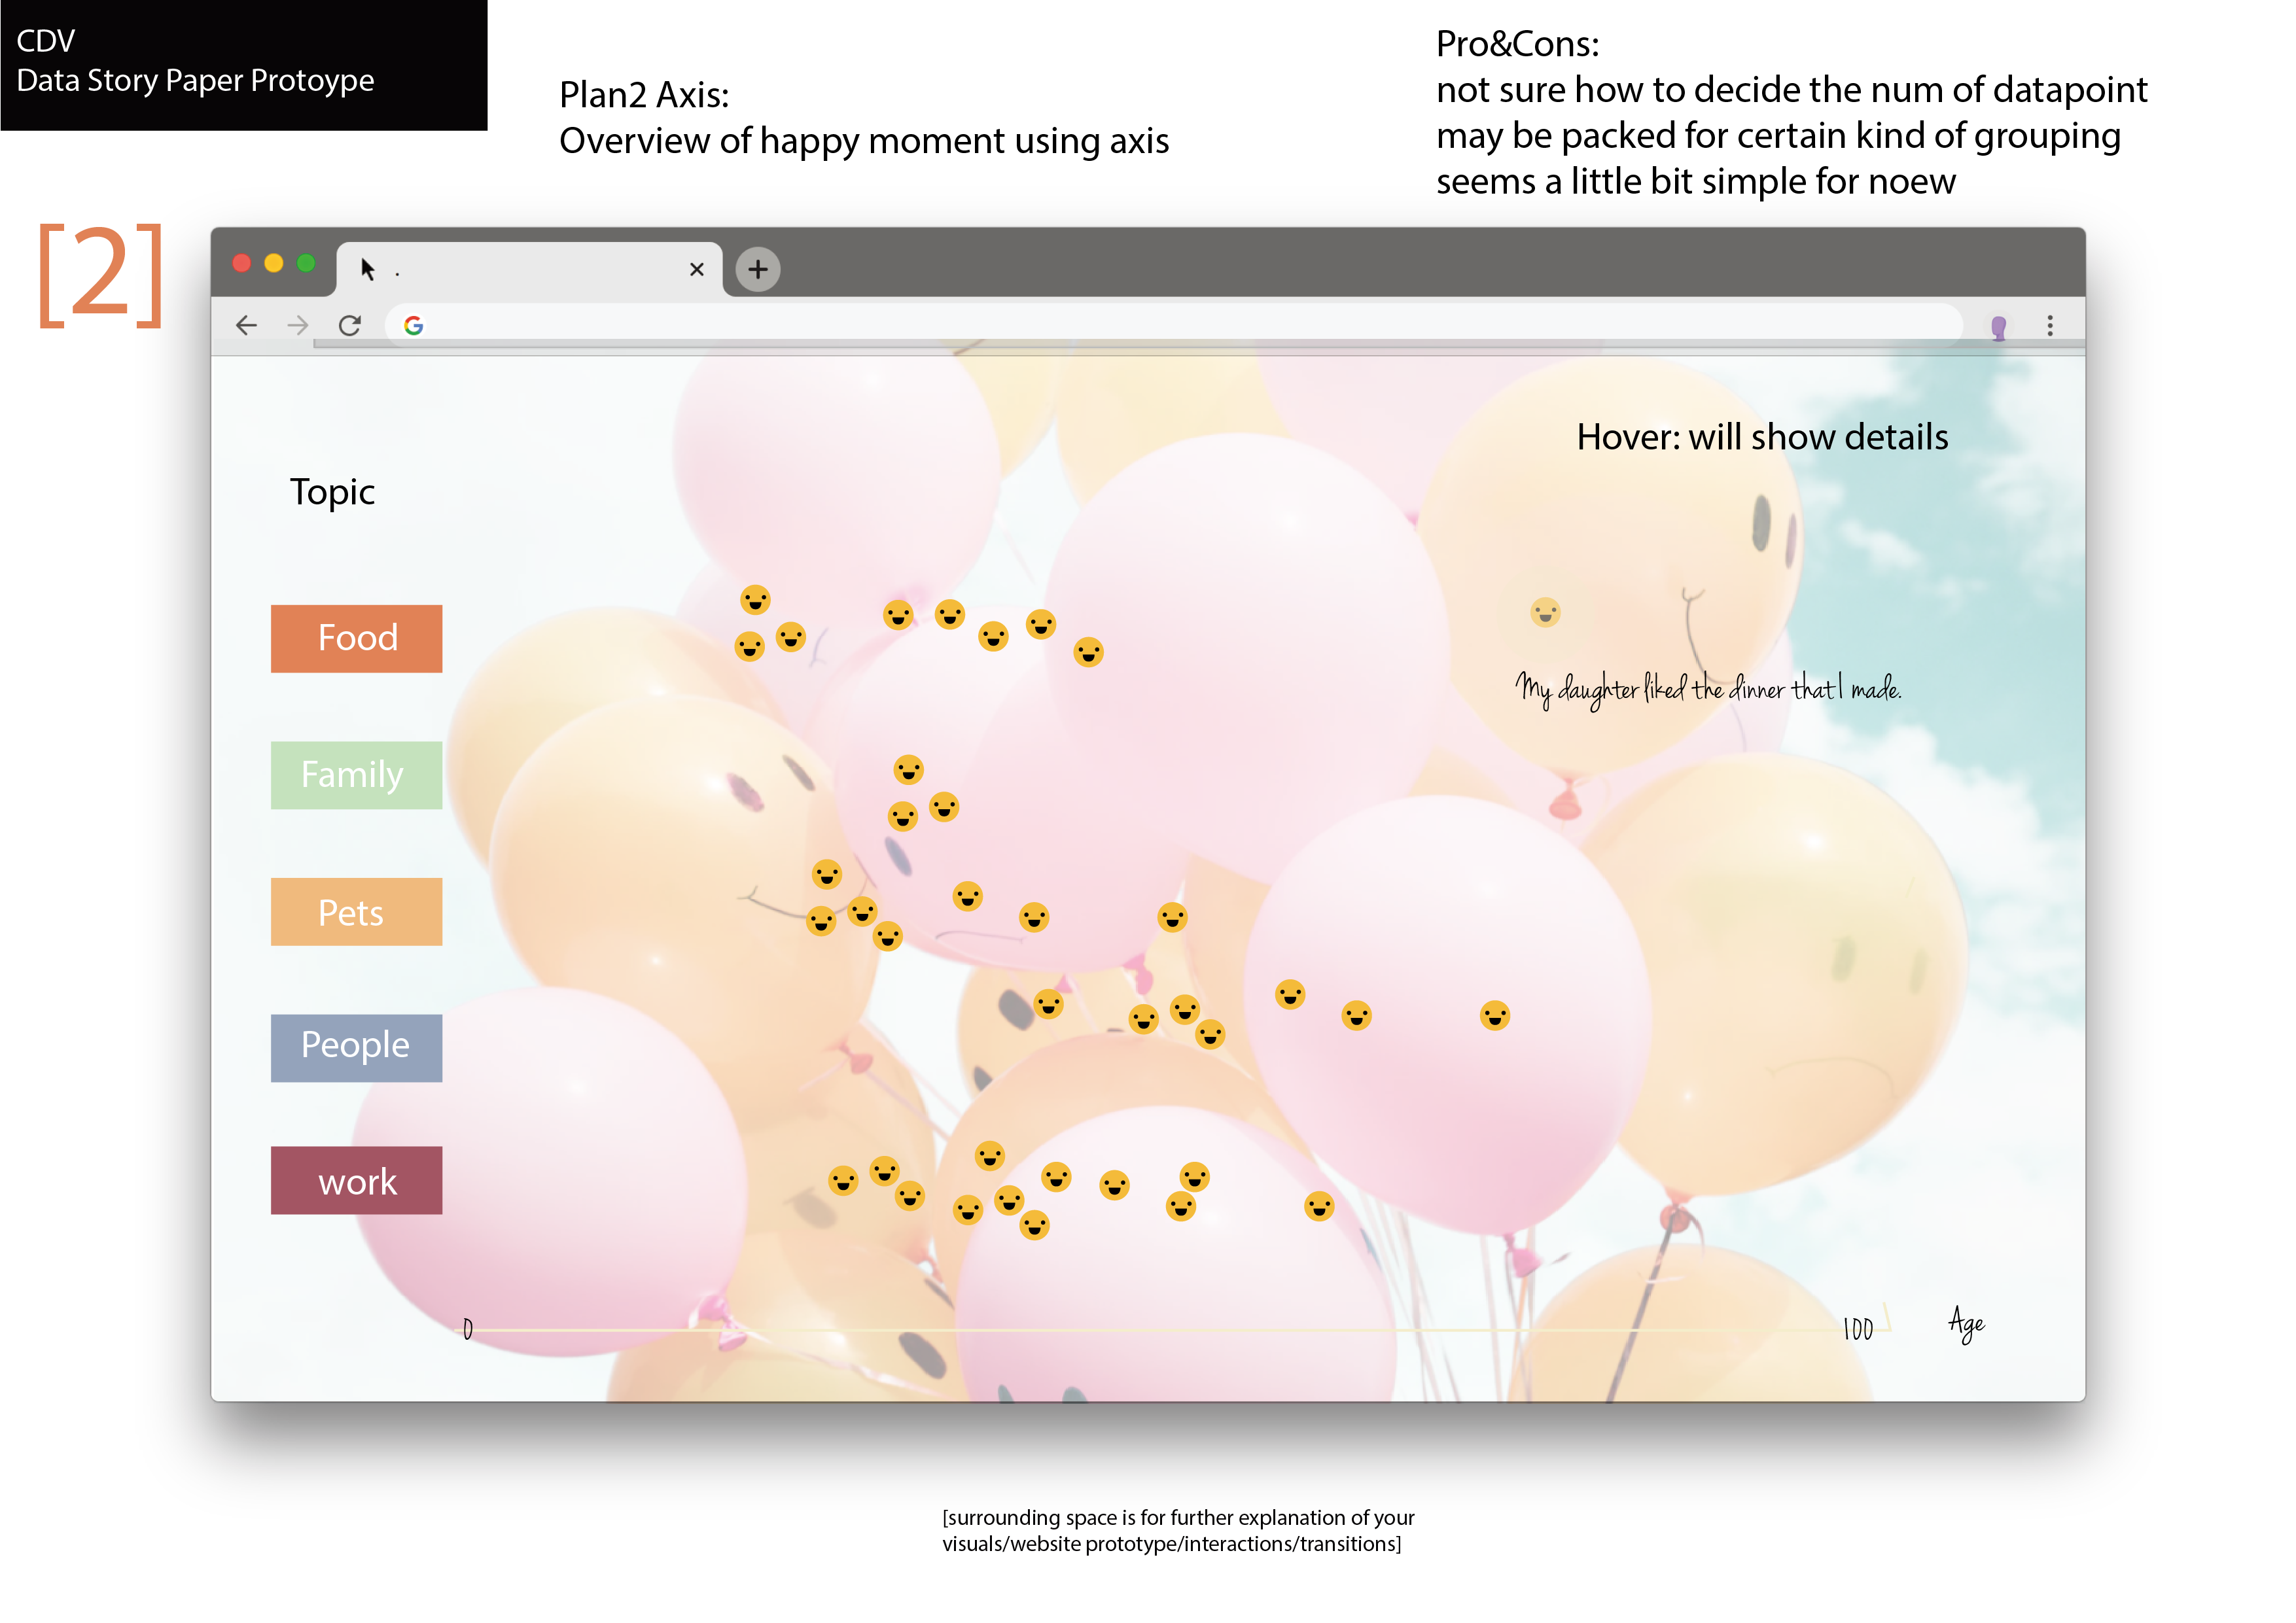 CDV
Data Story Paper Protoype
Plan2 Axis:
Overview of happy moment using axis
Pro&Cons:
not sure how to decide the num of datapoint
may be packed for certain kind of grouping
seems a little bit simple for noew
[2]
.
G
Hover: will show details
Topic
Food
My daughter liked the dinner that I made.
Family
Pets
People
work
0
100
Age
[surrounding space is for further explanation of your
visuals/website prototype/interactions/transitions]